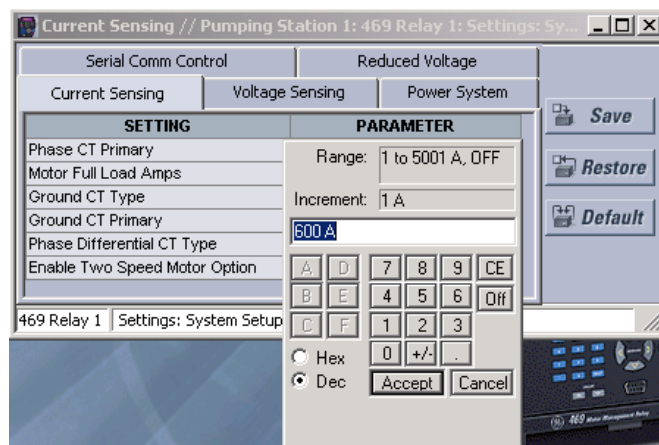 Current Sensing // Pumping Station 1: 469 Relay 1: Settings: Sy...
Serial Comm Control
Reduced Voltage
Current Sensing
Voltage Sensing
Power System
SETTING
PARAMETER
Phase CT Primary
Motor Full Load Amps
Ground CT Type
Ground CT Primary
Phase Differential CT Type
Enable Two Speed Motor Option
Range: 1 to 5001 A, OFF
Increment: 1 A
600 A
A D 7 8 9 CE
B E 4 5 6 Off
C F 1 2 3
0 +/- .
Hex
Dec
Accept Cancel
Save
Restore
Default
469 Relay 1
Settings: System Setup
469 Motor Management Relay